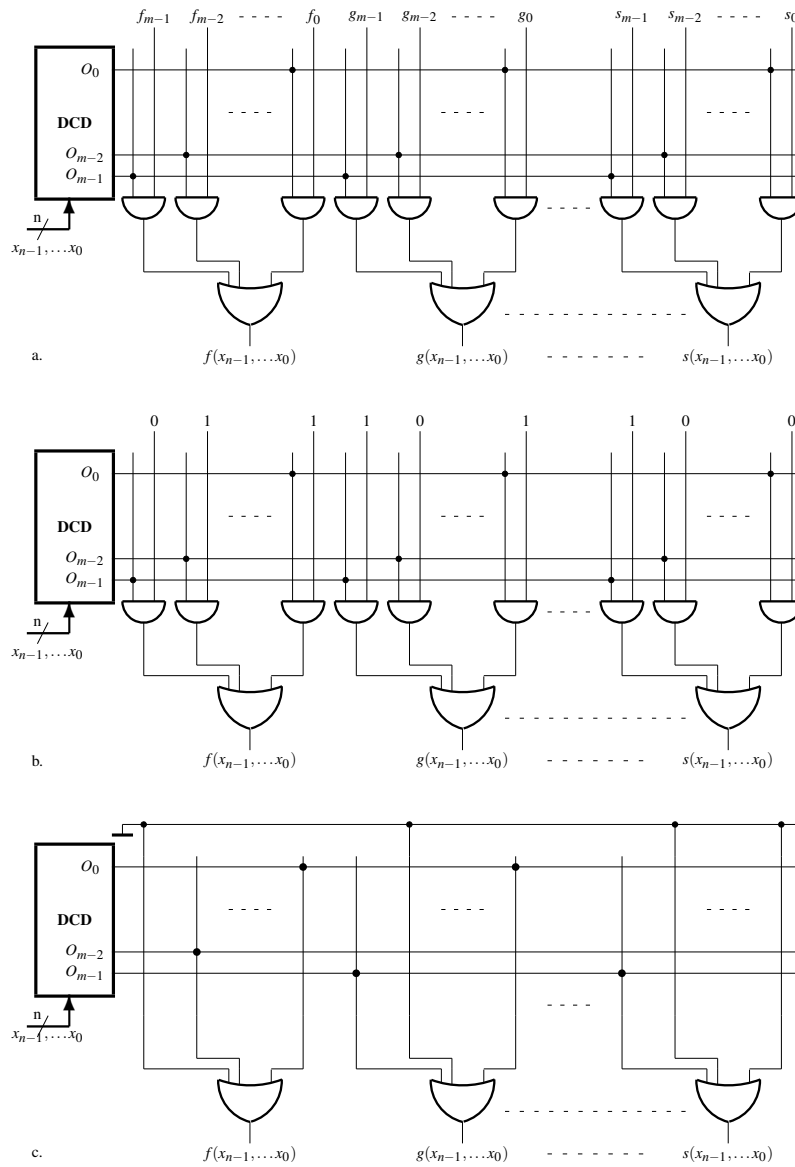 f_{m−1} f_{m−2} - - - - f_0 g_{m−1} g_{m−2} - - - - g_0 s_{m−1} s_{m−2} - - - - s_0
O_0
DCD
O_{m−2}
O_{m−1}
n
x_{n−1},...x_0
a. f(x_{n−1},...x_0) g(x_{n−1},...x_0) - - - - - - - s(x_{n−1},...x_0)
0 1 1 1 0 1 1 0 0
O_0
DCD
O_{m−2}
O_{m−1}
n
x_{n−1},...x_0
b. f(x_{n−1},...x_0) g(x_{n−1},...x_0) - - - - - - - s(x_{n−1},...x_0)
O_0
DCD
O_{m−2}
O_{m−1}
n
x_{n−1},...x_0
c. f(x_{n−1},...x_0) g(x_{n−1},...x_0) - - - - - - - s(x_{n−1},...x_0)